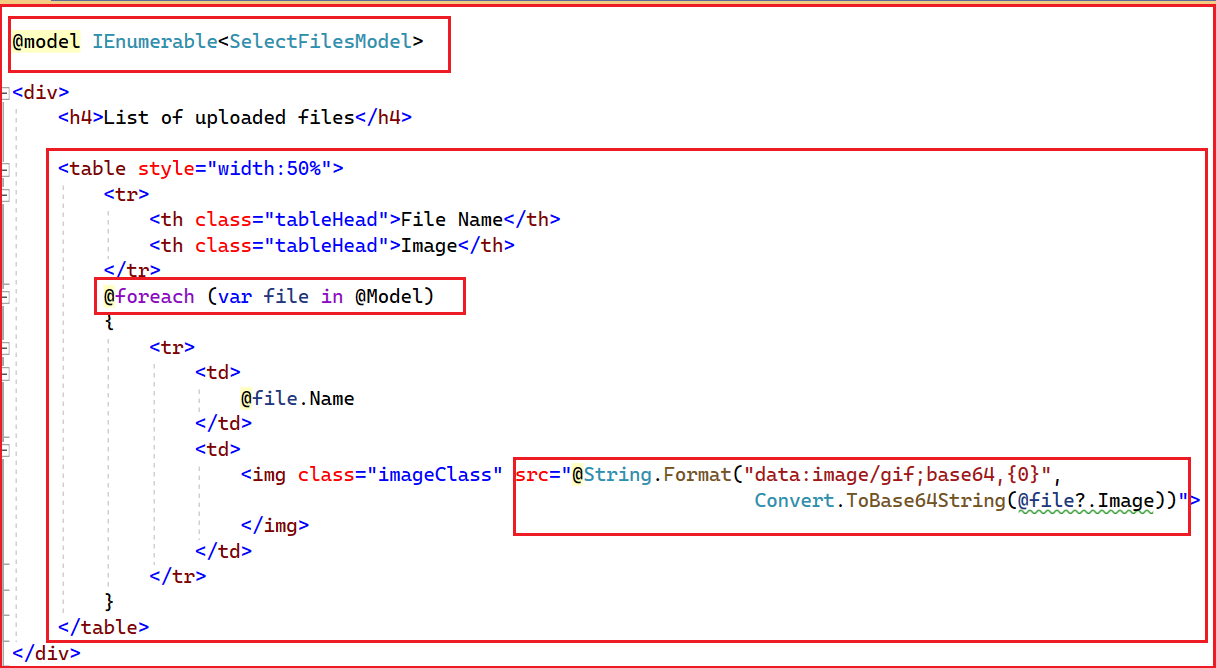 @model IEnumerable<SelectFilesModel>
<div>
<h4>List of uploaded files</h4>
<table style="width:50%">
<tr>
<th class="tableHead">File Name</th>
<th class="tableHead">Image</th>
</tr>
@foreach (var file in @Model)
{
<tr>
<td>
@file.Name
</td>
<td>
<img class="imageClass" src="@String.Format("data:image/gif;base64,{0}",
Convert.ToBase64String(@file?.Image))">
</img>
</td>
</tr>
}
</table>
</div>